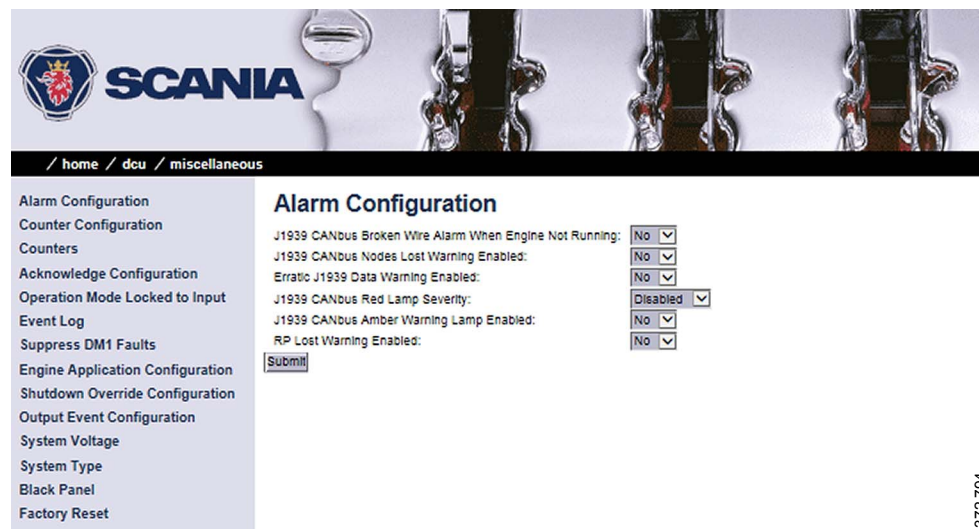 SCANIA
/ home / dcu / miscellaneous
Alarm Configuration
Counter Configuration
Counters
Acknowledge Configuration
Operation Mode Locked to Input
Event Log
Suppress DM1 Faults
Engine Application Configuration
Shutdown Override Configuration
Output Event Configuration
System Voltage
System Type
Black Panel
Factory Reset
Alarm Configuration
J1939 CANbus Broken Wire Alarm When Engine Not Running: No
J1939 CANbus Nodes Lost Warning Enabled: No
Erratic J1939 Data Warning Enabled: No
J1939 CANbus Red Lamp Severity: Disabled
J1939 CANbus Amber Warning Lamp Enabled: No
RP Lost Warning Enabled: No
Submit